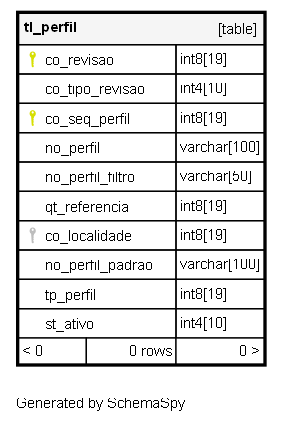 tl_perfil [table]
co_revisao int8[19]
co_tipo_revisao int4[10]
co_seq_perfil int8[19]
no_perfil varchar[100]
no_perfil_filtro varchar[50]
qt_referencia int8[19]
co_localidade int8[19]
no_perfil_padrao varchar[100]
tp_perfil int8[19]
st_ativo int4[10]
< 0 0 rows 0 >
Generated by SchemaSpy